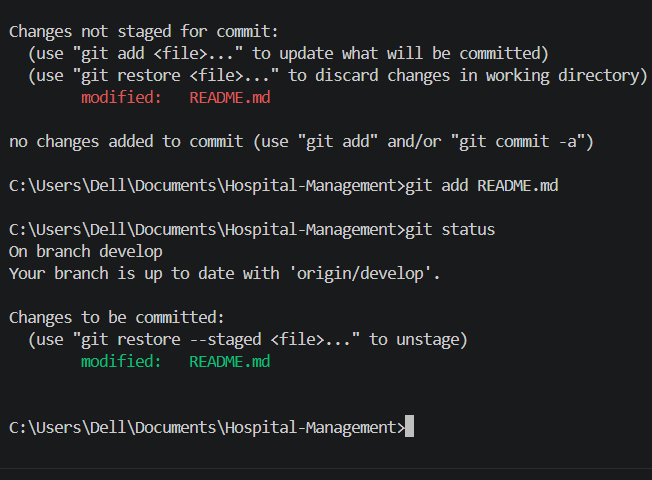 Changes not staged for commit:
  (use "git add <file>..." to update what will be committed)
  (use "git restore <file>..." to discard changes in working directory)
        modified:   README.md
no changes added to commit (use "git add" and/or "git commit -a")
C:\Users\Dell\Documents\Hospital-Management>git add README.md
C:\Users\Dell\Documents\Hospital-Management>git status
On branch develop
Your branch is up to date with 'origin/develop'.
Changes to be committed:
  (use "git restore --staged <file>..." to unstage)
        modified:   README.md
C:\Users\Dell\Documents\Hospital-Management>